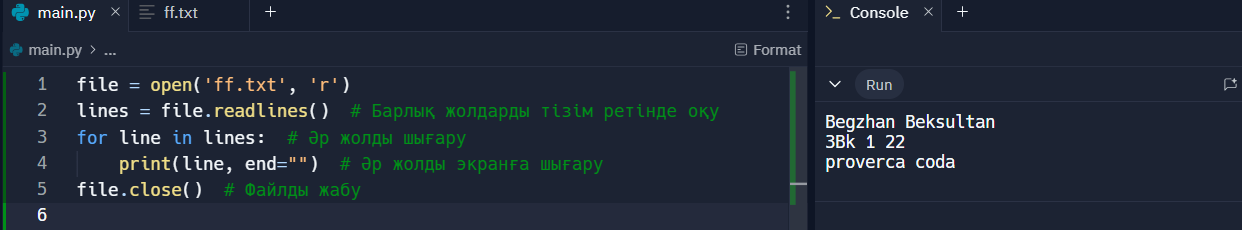 main.py × ff.txt +
main.py > ... Format
1 file = open('ff.txt', 'r')
2 lines = file.readlines()  # Барлық жолдарды тізім ретінде оқу
3 for line in lines:  # Әр жолды шығару
4     print(line, end="")  # Әр жолды экранға шығару
5 file.close()  # Файлды жабу
6
>_ Console × +
Run
Begzhan Beksultan
3Bk 1 22
proverca coda